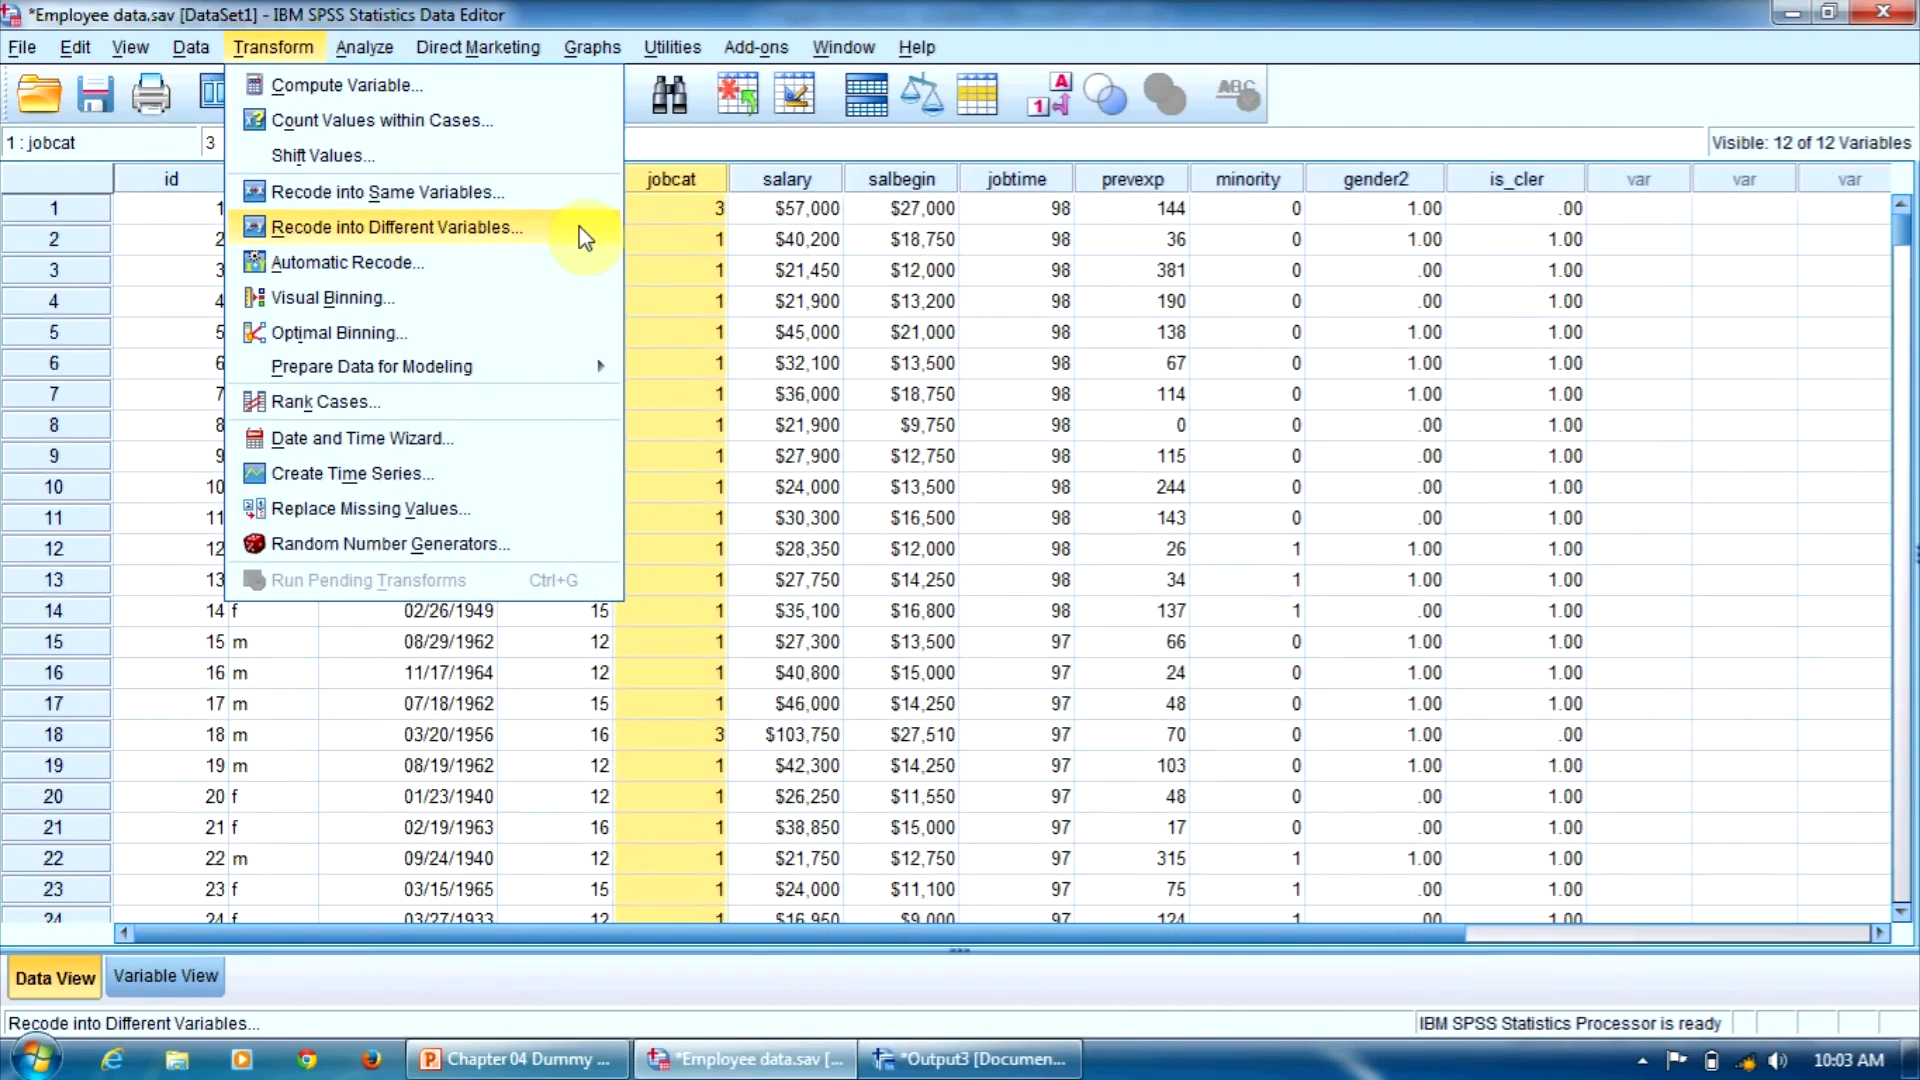 *Employee data.sav [DataSet1] - IBM SPSS Statistics Data Editor
File Edit View Data Transform Analyze Direct Marketing Graphs Utilities Add-ons Window Help
1 : jobcat 3 Visible: 12 of 12 Variables
Compute Variable...
Count Values within Cases...
Shift Values...
Recode into Same Variables...
Recode into Different Variables...
Automatic Recode...
Visual Binning...
Optimal Binning...
Prepare Data for Modeling
Rank Cases...
Date and Time Wizard...
Create Time Series...
Replace Missing Values...
Random Number Generators...
Run Pending Transforms Ctrl+G
id jobcat salary salbegin jobtime prevexp minority gender2 is_cler var var var
1 1 3 $57,000 $27,000 98 144 0 1.00 .00
2 2 1 $40,200 $18,750 98 36 0 1.00 1.00
3 3 1 $21,450 $12,000 98 381 0 .00 1.00
4 4 1 $21,900 $13,200 98 190 0 .00 1.00
5 5 1 $45,000 $21,000 98 138 0 1.00 1.00
6 6 1 $32,100 $13,500 98 67 0 1.00 1.00
7 7 1 $36,000 $18,750 98 114 0 1.00 1.00
8 8 1 $21,900 $9,750 98 0 0 .00 1.00
9 9 1 $27,900 $12,750 98 115 0 .00 1.00
10 10 1 $24,000 $13,500 98 244 0 .00 1.00
11 11 1 $30,300 $16,500 98 143 0 .00 1.00
12 12 1 $28,350 $12,000 98 26 1 1.00 1.00
13 13 1 $27,750 $14,250 98 34 1 1.00 1.00
14 14 f 02/26/1949 15 1 $35,100 $16,800 98 137 1 .00 1.00
15 15 m 08/29/1962 12 1 $27,300 $13,500 97 66 0 1.00 1.00
16 16 m 11/17/1964 12 1 $40,800 $15,000 97 24 0 1.00 1.00
17 17 m 07/18/1962 15 1 $46,000 $14,250 97 48 0 1.00 1.00
18 18 m 03/20/1956 16 3 $103,750 $27,510 97 70 0 1.00 .00
19 19 m 08/19/1962 12 1 $42,300 $14,250 97 103 0 1.00 1.00
20 20 f 01/23/1940 12 1 $26,250 $11,550 97 48 0 .00 1.00
21 21 f 02/19/1963 16 1 $38,850 $15,000 97 17 0 .00 1.00
22 22 m 09/24/1940 12 1 $21,750 $12,750 97 315 1 1.00 1.00
23 23 f 03/15/1965 15 1 $24,000 $11,100 97 75 1 .00 1.00
24 24 f 03/27/1933 12 1 $16,950 $9,000 97 124 1 .00 1.00
Data View Variable View
Recode into Different Variables... IBM SPSS Statistics Processor is ready
Chapter 04 Dummy ... *Employee data.sav [... *Output3 [Documen... 10:03 AM